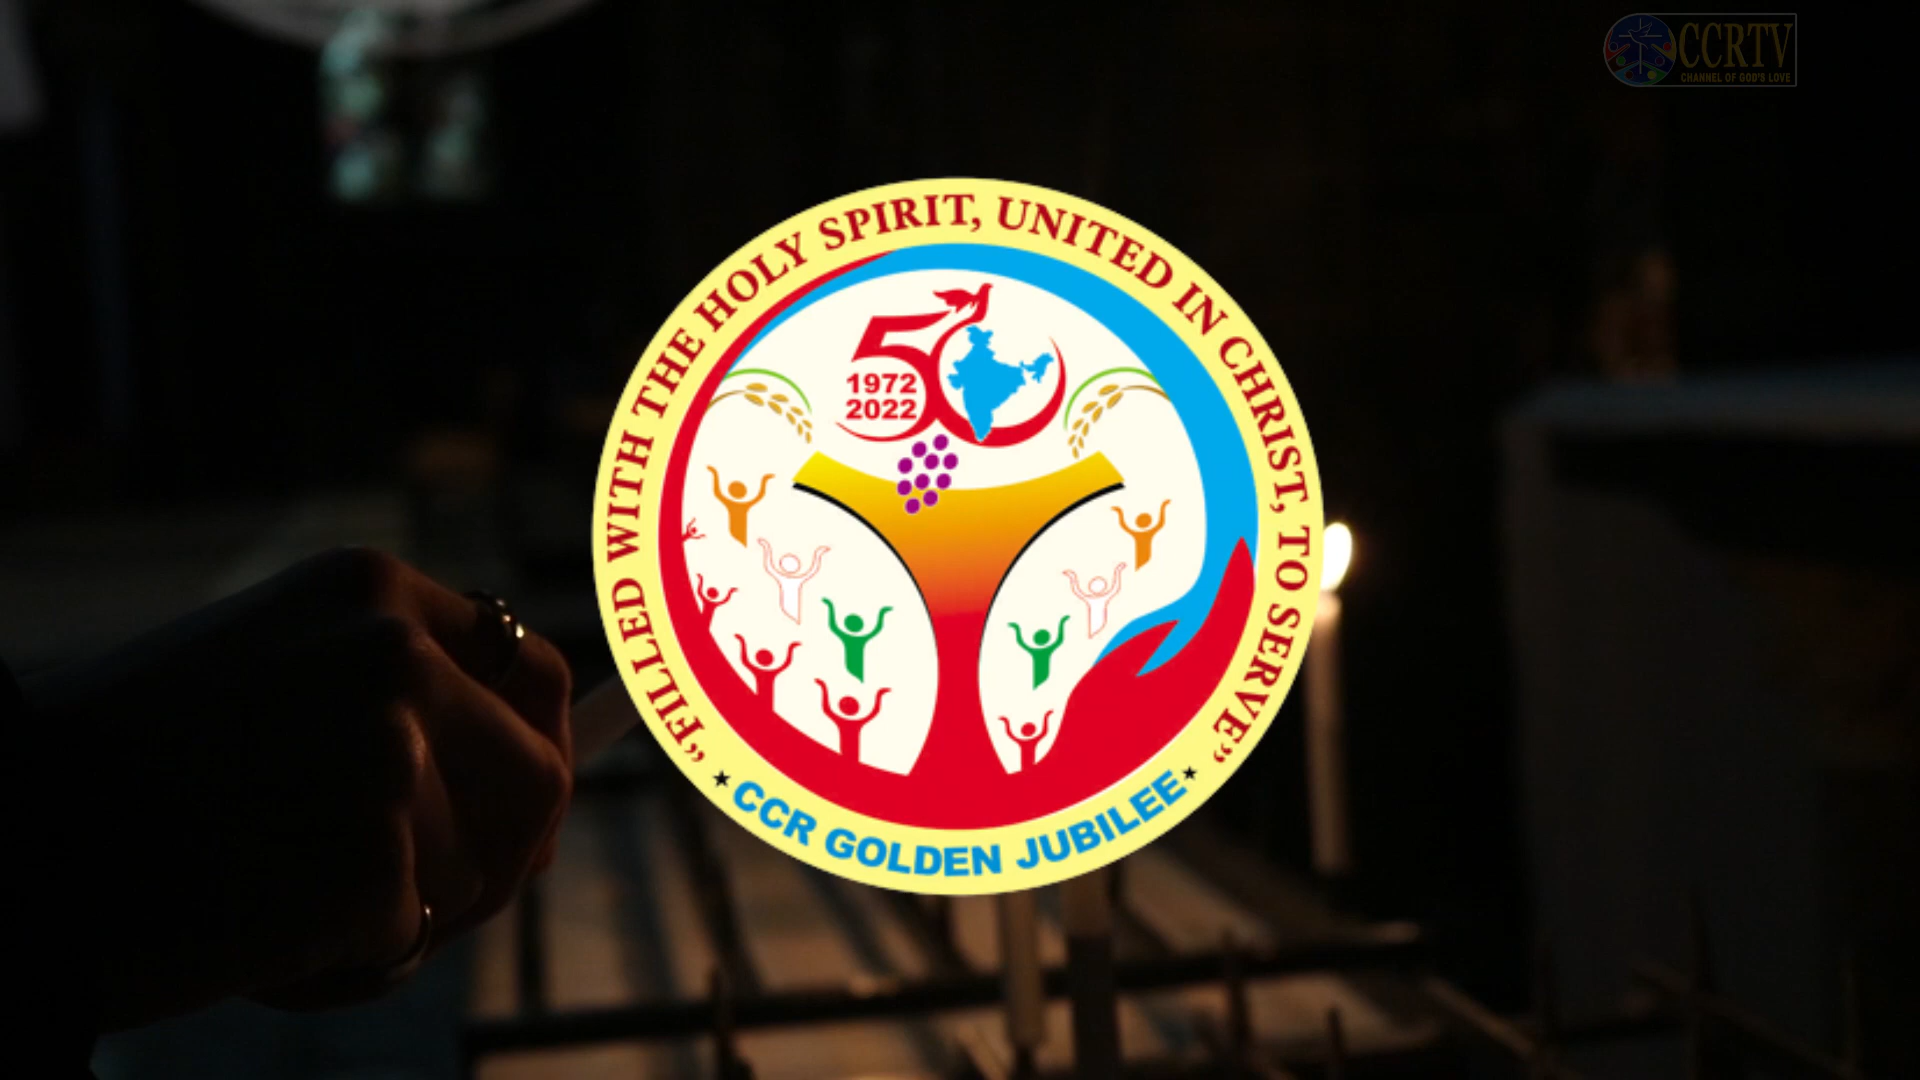 CCRTV
CHANNEL OF GOD'S LOVE
"FILLED WITH THE HOLY SPIRIT, UNITED IN CHRIST, TO SERVE"
50
1972
2022
★ CCR GOLDEN JUBILEE ★